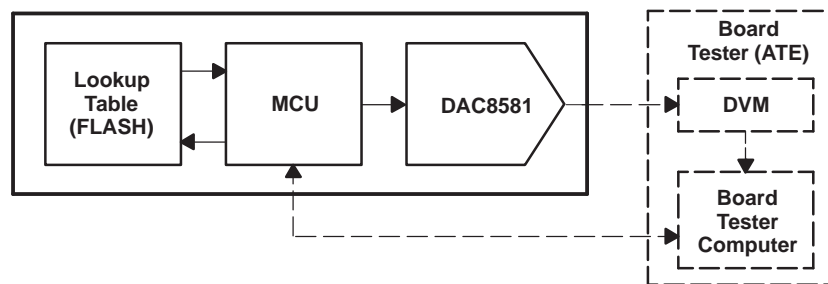 Lookup
Table
(FLASH)
MCU
DAC8581
Board
Tester (ATE)
DVM
Board
Tester
Computer